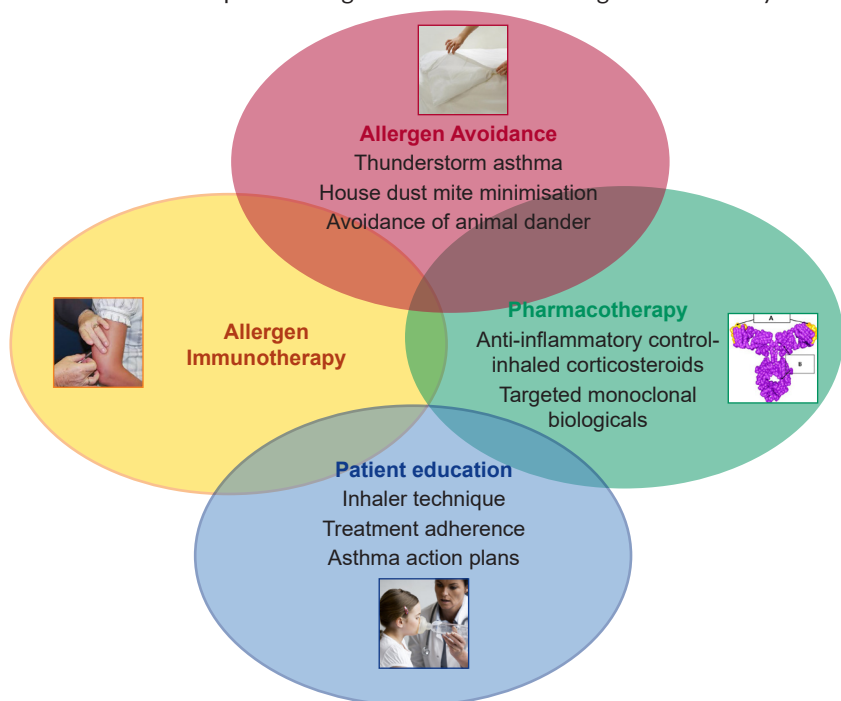 Allergen Avoidance
Thunderstorm asthma
House dust mite minimisation
Avoidance of animal dander
Allergen
Immunotherapy
Pharmacotherapy
Anti-inflammatory control-
inhaled corticosteroids
Targeted monoclonal
biologicals
A
B
Patient education
Inhaler technique
Treatment adherence
Asthma action plans